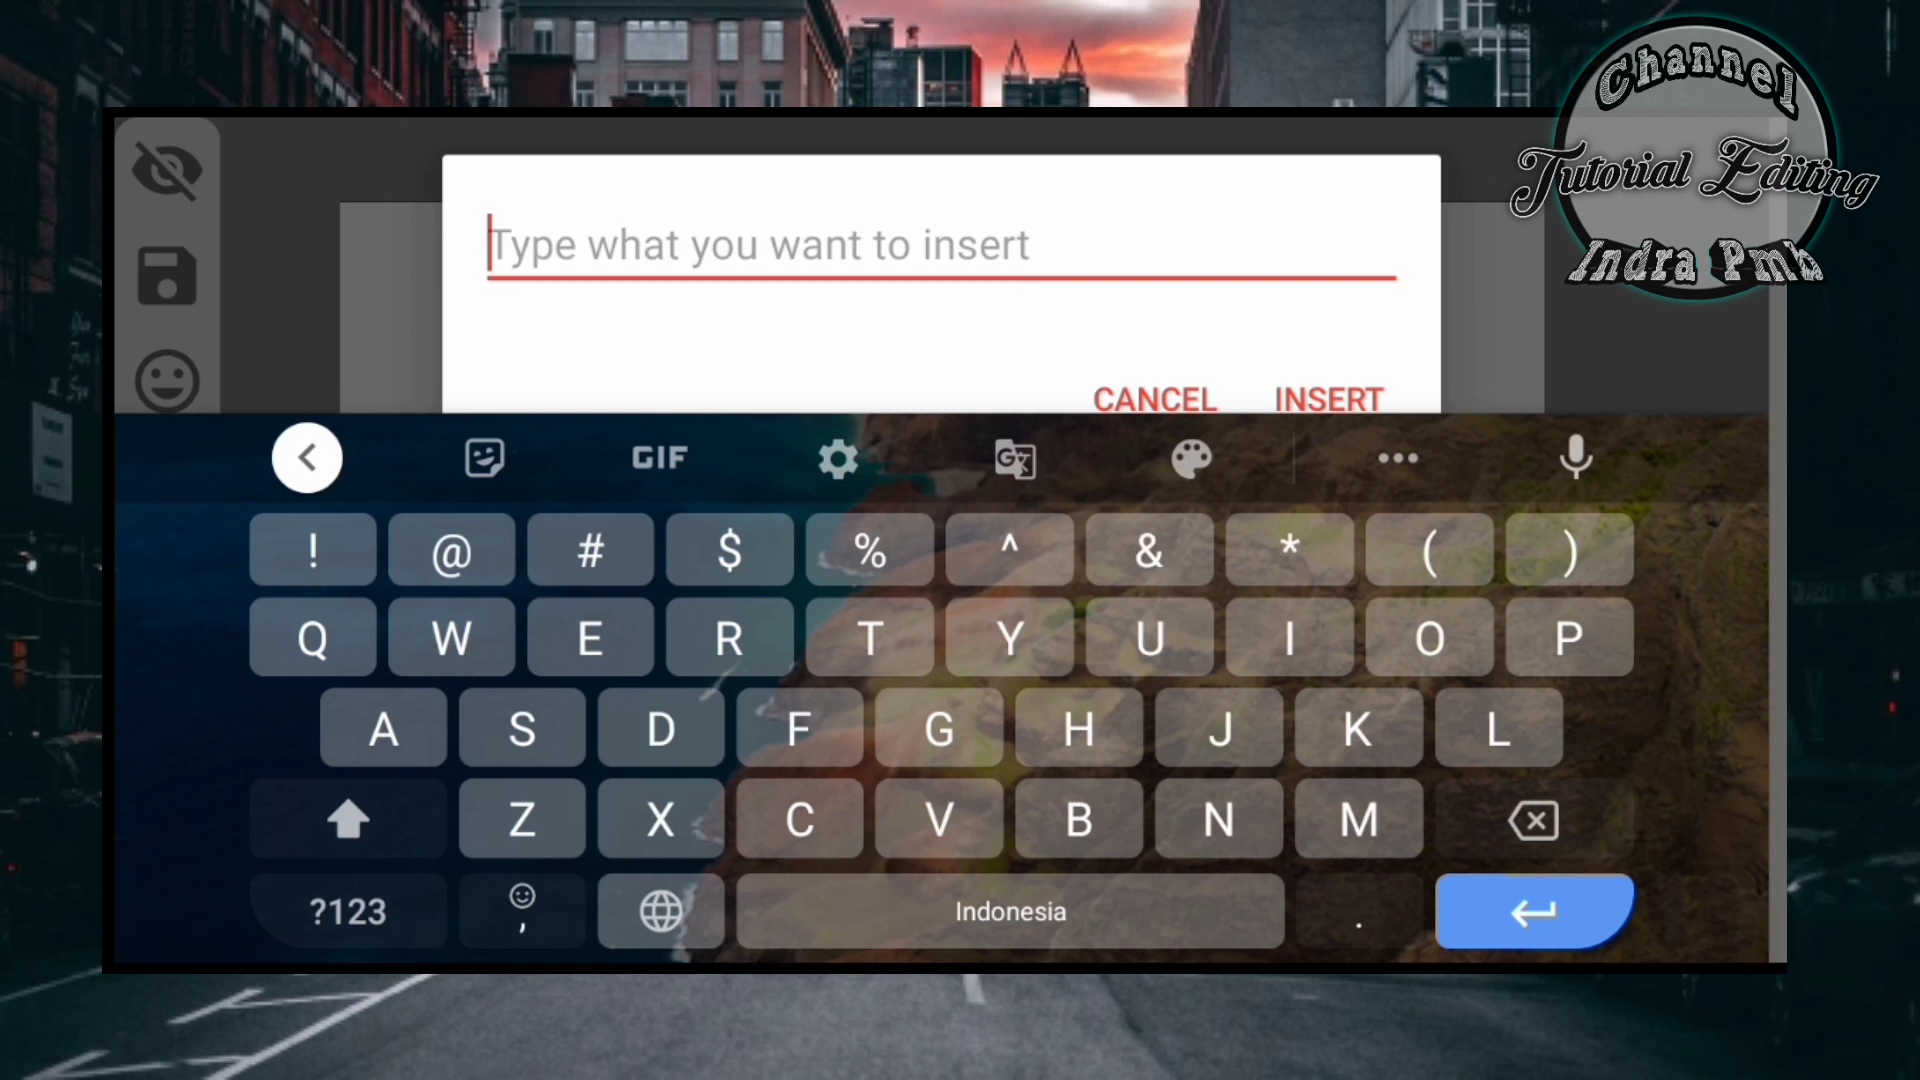 Channel
Tutorial Editing
Indra Pmb
Type what you want to insert
CANCEL INSERT
GIF G
! @ # $ % ^ & * ( )
Q W E R T Y U I O P
A S D F G H J K L
Z X C V B N M
?123 , Indonesia .